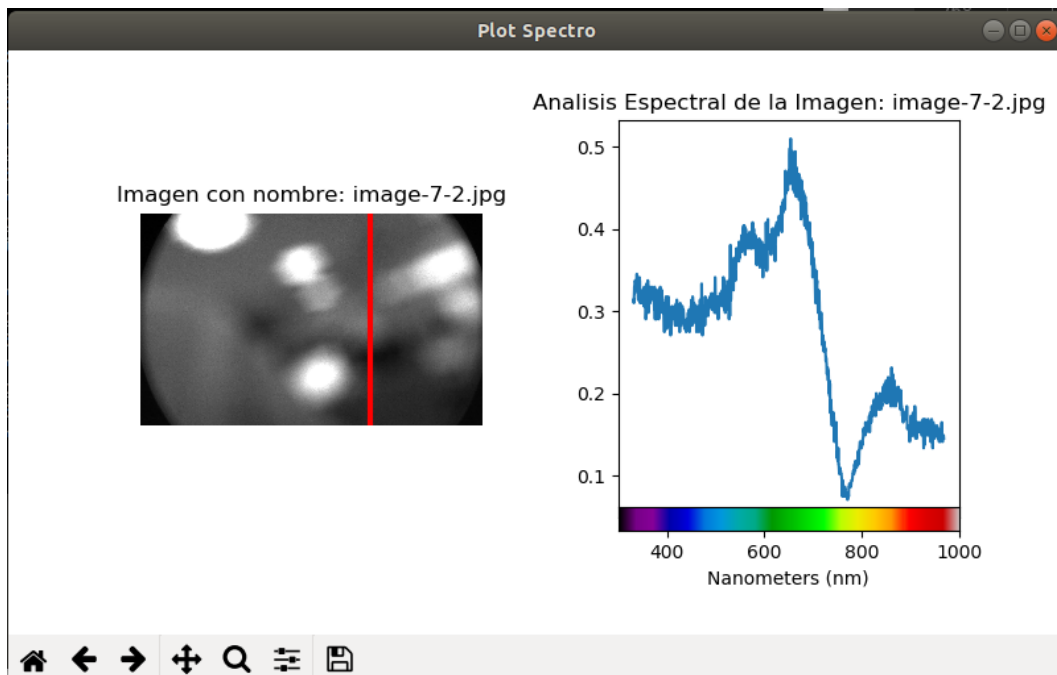 Plot Spectro
Imagen con nombre: image-7-2.jpg
Analisis Espectral de la Imagen: image-7-2.jpg
0.5
0.4
0.3
0.2
0.1
400 600 800 1000
Nanometers (nm)